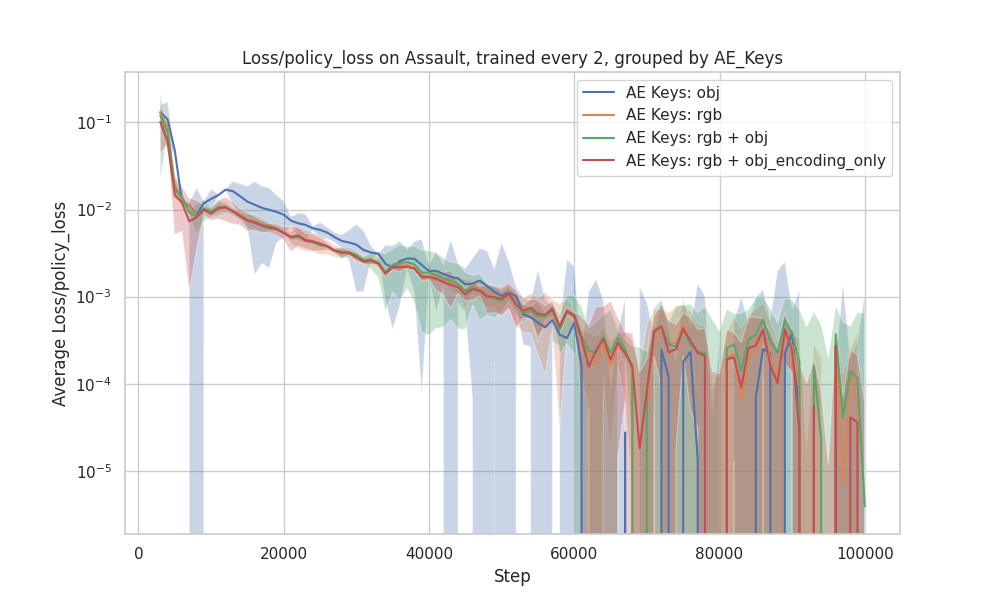 Loss/policy_loss on Assault, trained every 2, grouped by AE_Keys
AE Keys: obj
AE Keys: rgb
AE Keys: rgb + obj
AE Keys: rgb + obj_encoding_only
Average Loss/policy_loss
10⁻¹
10⁻²
10⁻³
10⁻⁴
10⁻⁵
0 20000 40000 60000 80000 100000
Step